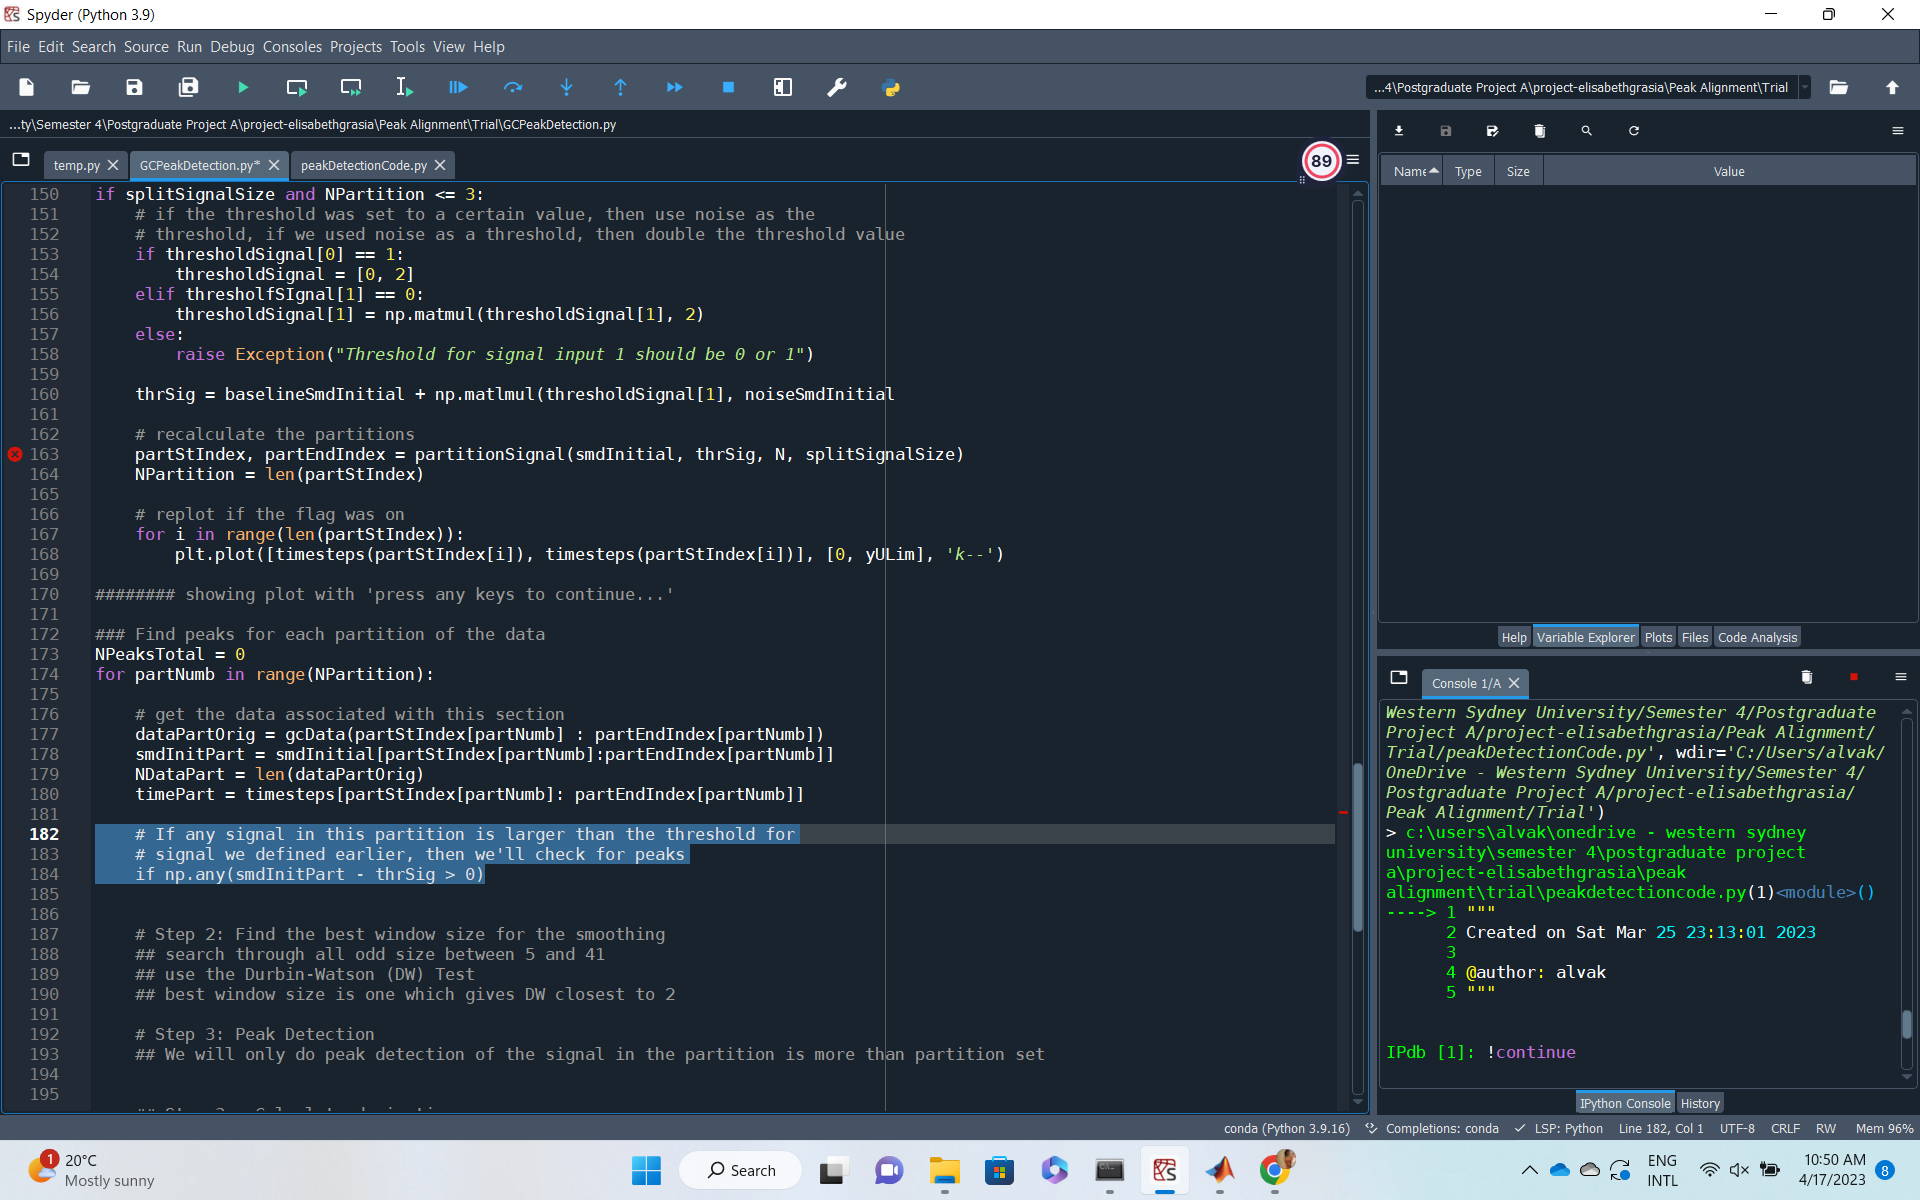 Spyder (Python 3.9)
File Edit Search Source Run Debug Consoles Projects Tools View Help
...4\Postgraduate Project A\project-elisabethgrasia\Peak Alignment\Trial
...ty\Semester 4\Postgraduate Project A\project-elisabethgrasia\Peak Alignment\Trial\GCPeakDetection.py
temp.py GCPeakDetection.py* peakDetectionCode.py
89
150 if splitSignalSize and NPartition <= 3:
151 # if the threshold was set to a certain value, then use noise as the
152 # threshold, if we used noise as a threshold, then double the threshold value
153 if thresholdSignal[0] == 1:
154 thresholdSignal = [0, 2]
155 elif thresholfSIgnal[1] == 0:
156 thresholdSignal[1] = np.matmul(thresholdSignal[1], 2)
157 else:
158 raise Exception("Threshold for signal input 1 should be 0 or 1")
159
160 thrSig = baselineSmdInitial + np.matlmul(thresholdSignal[1], noiseSmdInitial
161
162 # recalculate the partitions
163 partStIndex, partEndIndex = partitionSignal(smdInitial, thrSig, N, splitSignalSize)
164 NPartition = len(partStIndex)
165
166 # replot if the flag was on
167 for i in range(len(partStIndex)):
168 plt.plot([timesteps(partStIndex[i]), timesteps(partStIndex[i])], [0, yULim], 'k--')
169
170 ######## showing plot with 'press any keys to continue...'
171
172 ### Find peaks for each partition of the data
173 NPeaksTotal = 0
174 for partNumb in range(NPartition):
175
176 # get the data associated with this section
177 dataPartOrig = gcData(partStIndex[partNumb] : partEndIndex[partNumb])
178 smdInitPart = smdInitial[partStIndex[partNumb]:partEndIndex[partNumb]]
179 NDataPart = len(dataPartOrig)
180 timePart = timesteps[partStIndex[partNumb]: partEndIndex[partNumb]]
181
182 # If any signal in this partition is larger than the threshold for
183 # signal we defined earlier, then we'll check for peaks
184 if np.any(smdInitPart - thrSig > 0)
185
186
187 # Step 2: Find the best window size for the smoothing
188 ## search through all odd size between 5 and 41
189 ## use the Durbin-Watson (DW) Test
190 ## best window size is one which gives DW closest to 2
191
192 # Step 3: Peak Detection
193 ## We will only do peak detection of the signal in the partition is more than partition set
194
195
Name Type Size Value
Help Variable Explorer Plots Files Code Analysis
Console 1/A
Western Sydney University/Semester 4/Postgraduate
Project A/project-elisabethgrasia/Peak Alignment/
Trial/peakDetectionCode.py', wdir='C:/Users/alvak/
OneDrive - Western Sydney University/Semester 4/
Postgraduate Project A/project-elisabethgrasia/
Peak Alignment/Trial')
> c:\users\alvak\onedrive - western sydney
university\semester 4\postgraduate project
a\project-elisabethgrasia\peak
alignment\trial\peakdetectioncode.py(1)<module>()
----> 1 """
2 Created on Sat Mar 25 23:13:01 2023
3
4 @author: alvak
5 """
IPdb [1]: !continue
IPython Console History
conda (Python 3.9.16) Completions: conda LSP: Python Line 182, Col 1 UTF-8 CRLF RW Mem 96%
1
20°C
Mostly sunny
Search
ENG
INTL
10:50 AM
4/17/2023
8